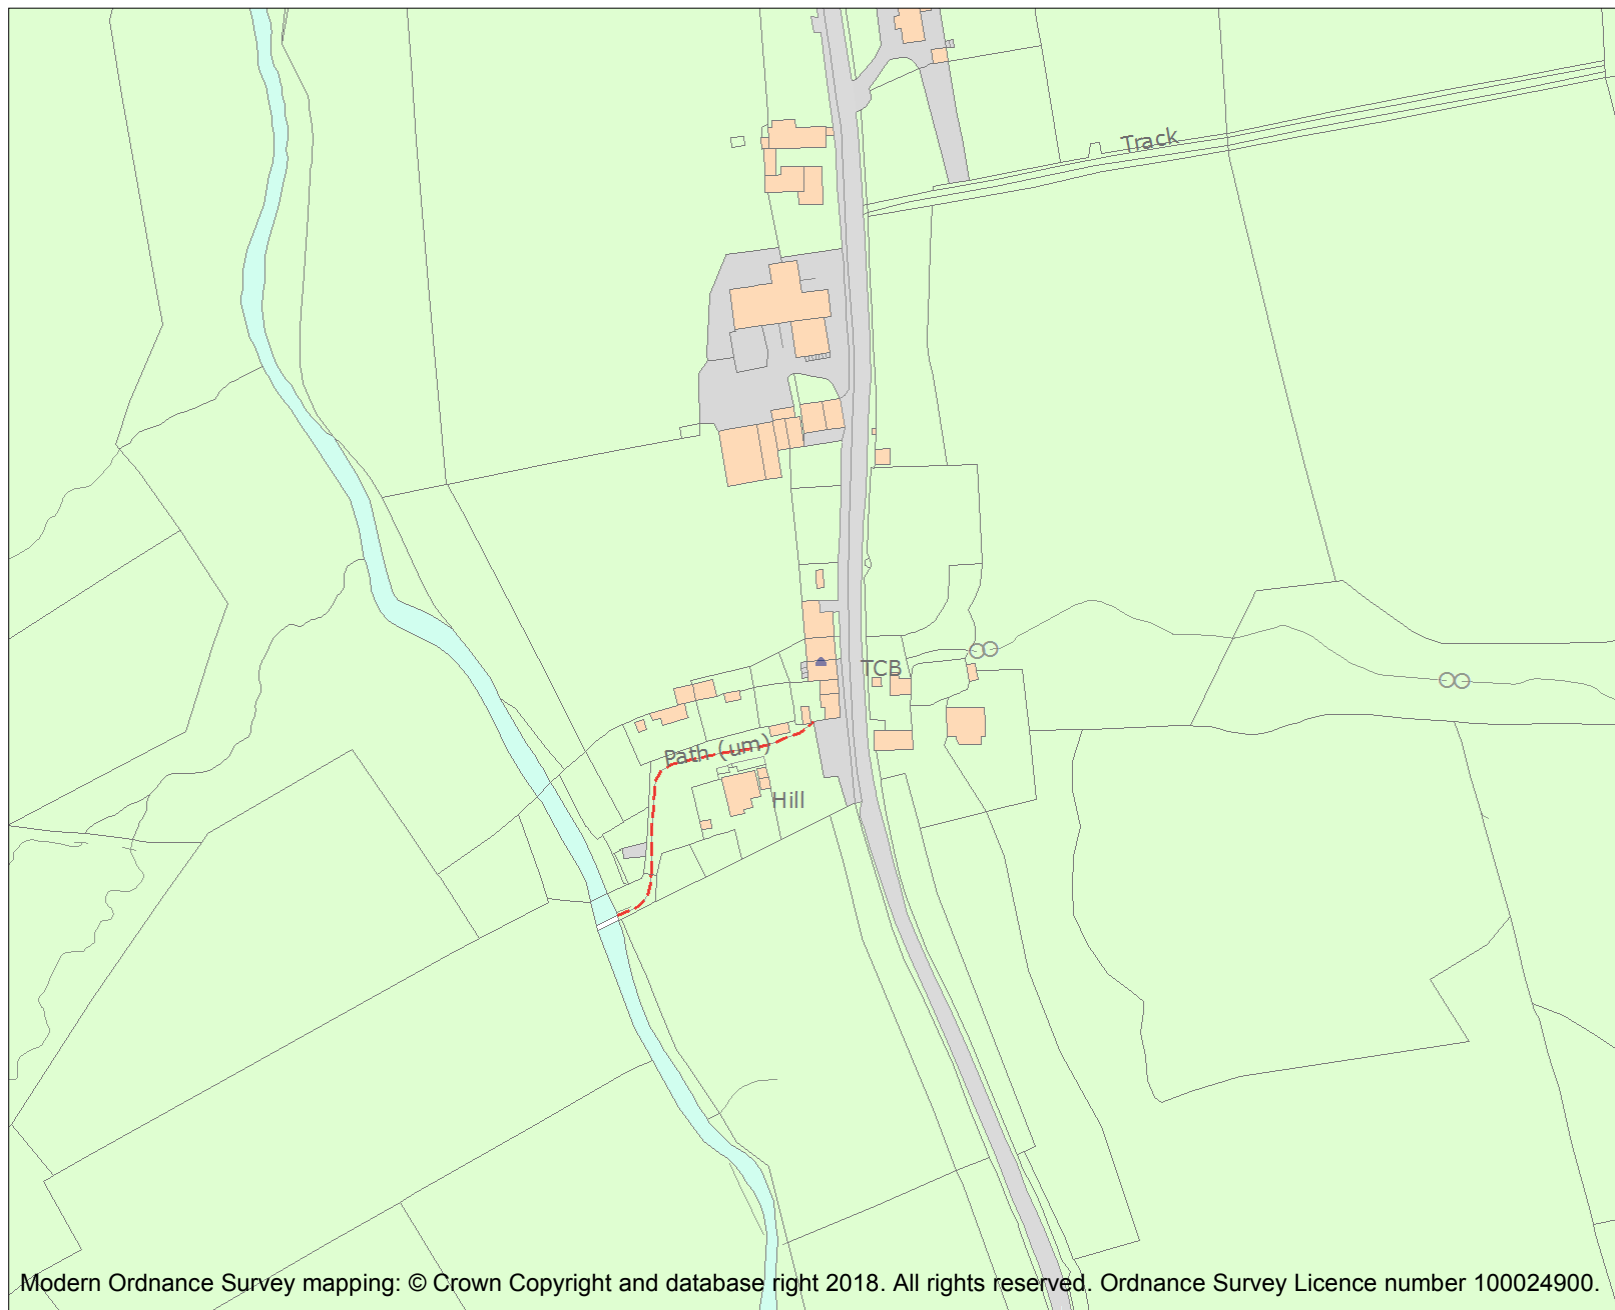 Track
TCB
Path (um)
Hill
Modern Ordnance Survey mapping: © Crown Copyright and database right 2018. All rights reserved. Ordnance Survey Licence number 100024900.